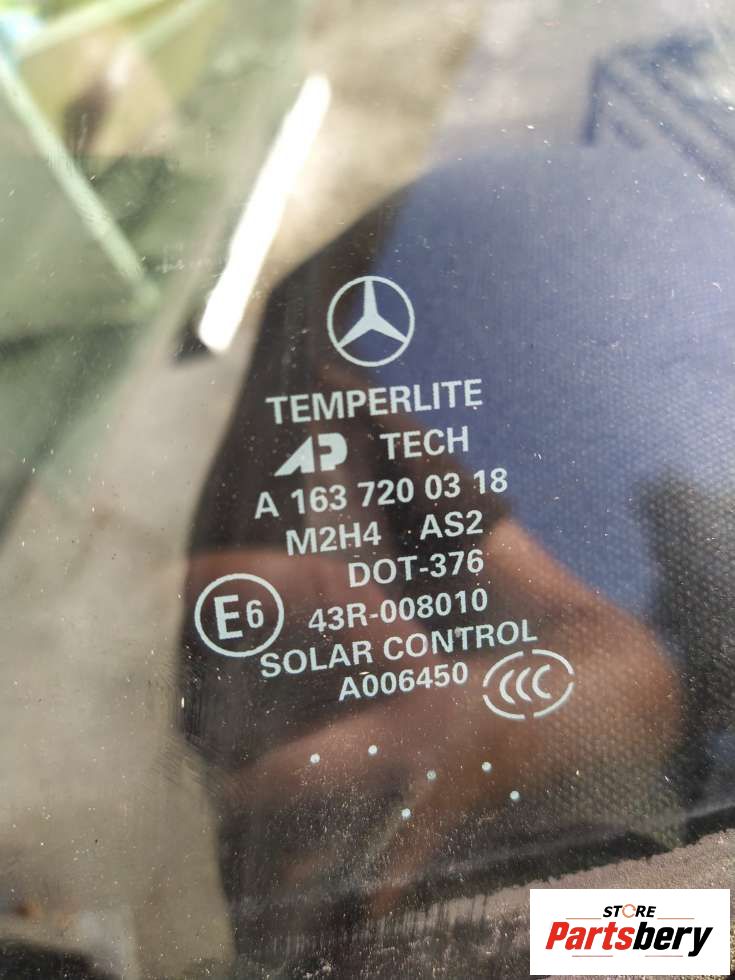 TEMPERLITE
AP TECH
A 163 720 03 18
M2H4 AS2
DOT-376
E6 43R-008010
SOLAR CONTROL
A006450 CCC
STORE
Partsbery